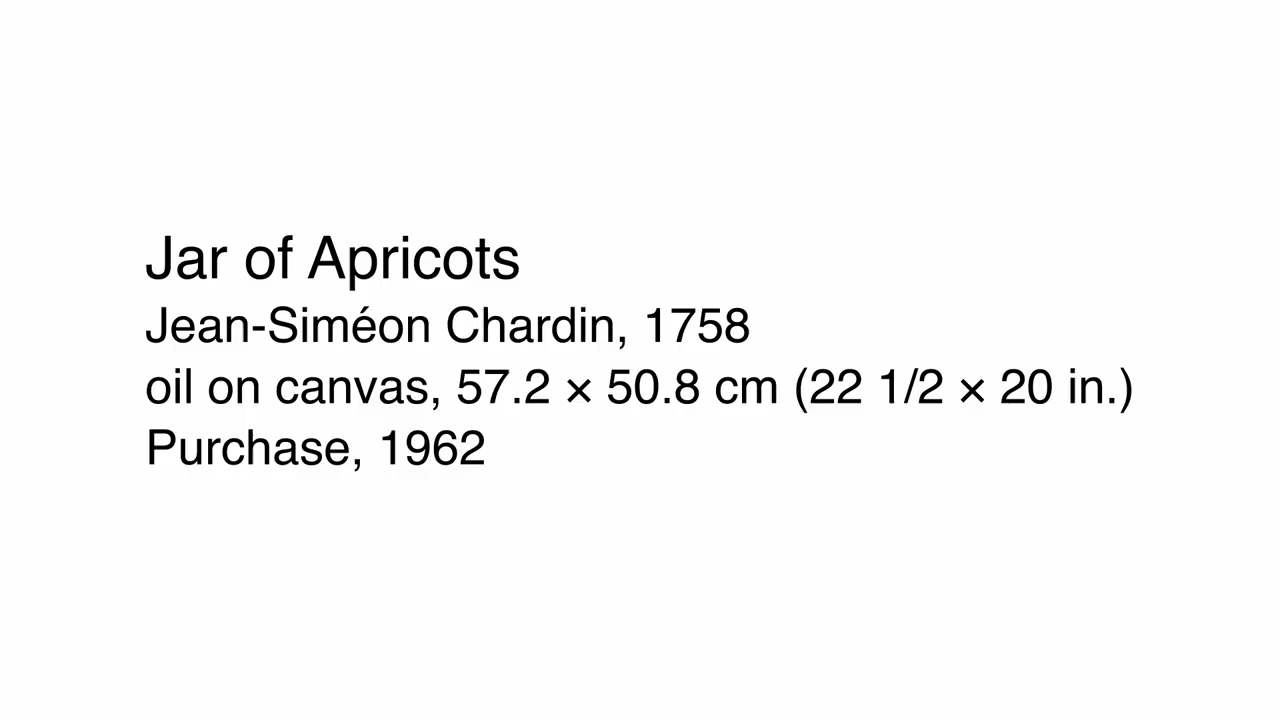 Jar of Apricots
Jean-Siméon Chardin, 1758
oil on canvas, 57.2 × 50.8 cm (22 1/2 × 20 in.)
Purchase, 1962